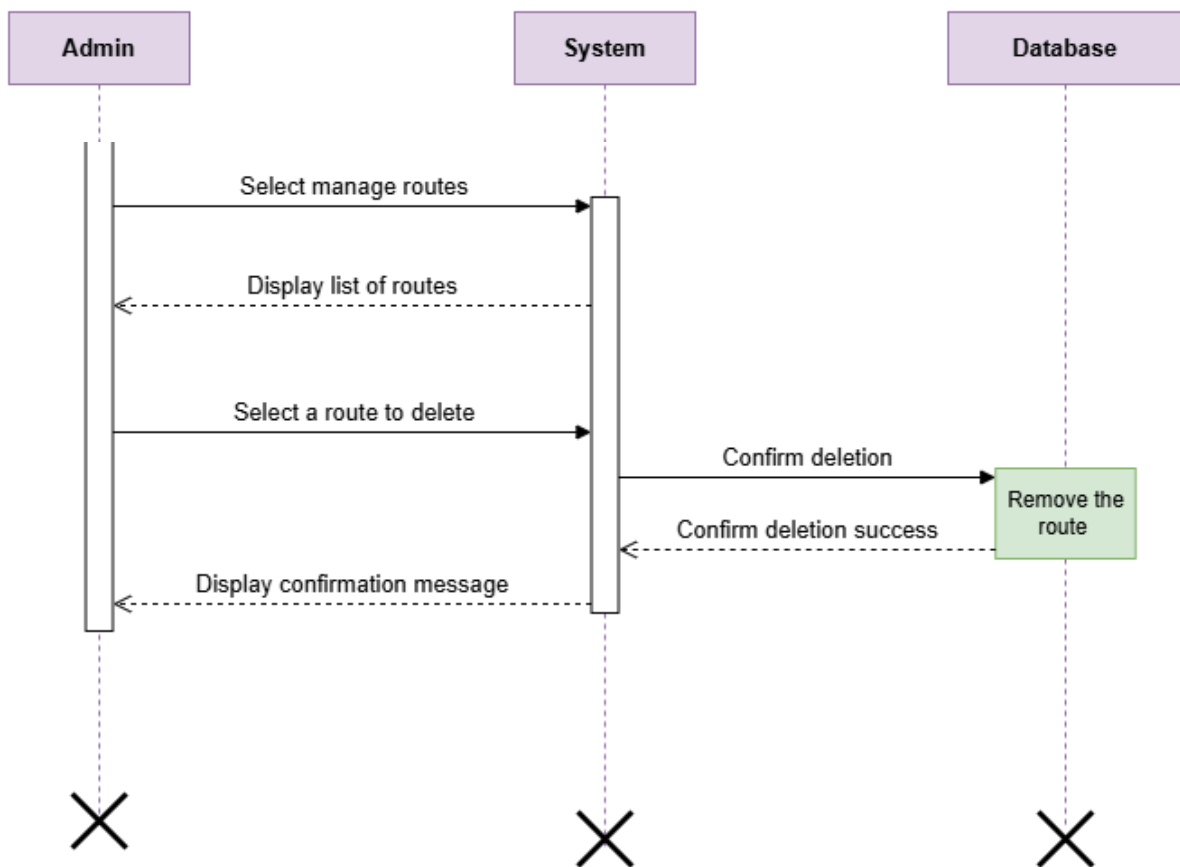 Admin
System
Database
Select manage routes
Display list of routes
Select a route to delete
Confirm deletion
Remove the
route
Confirm deletion success
Display confirmation message